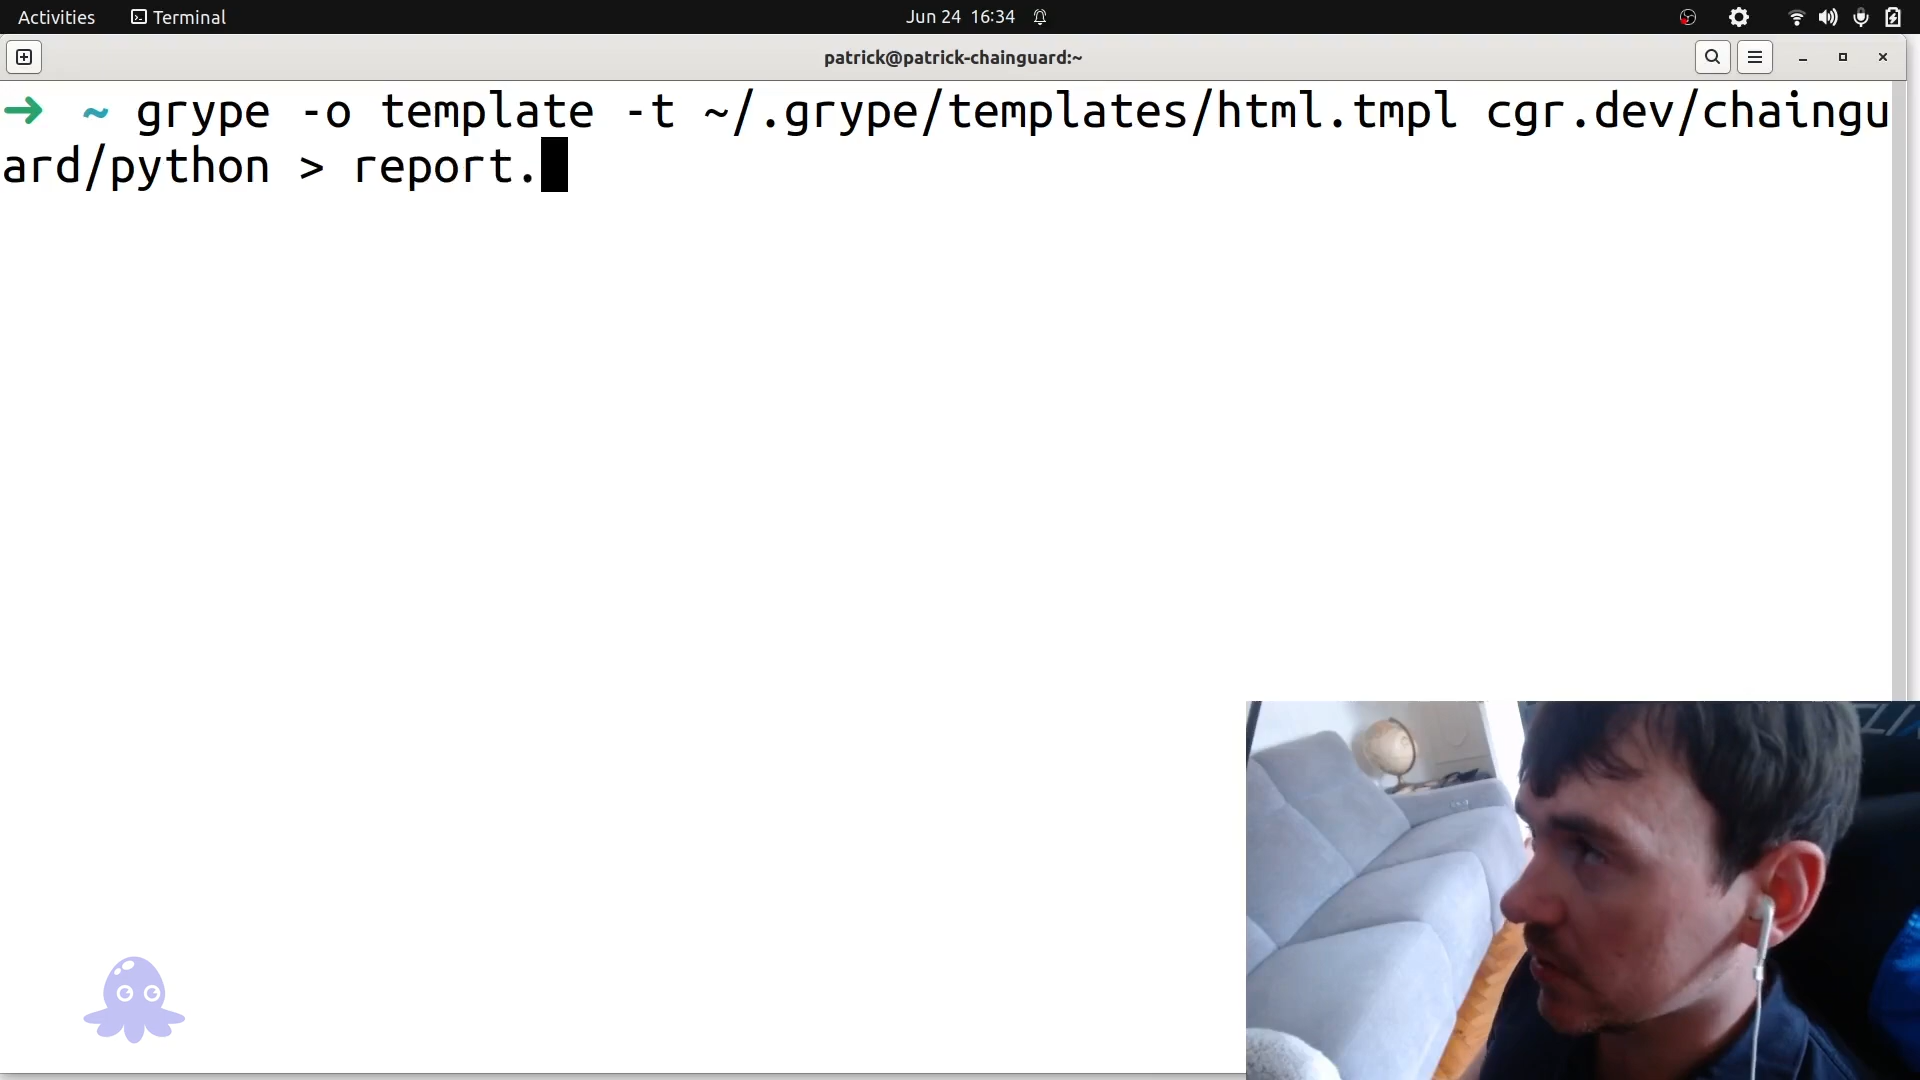 Activities Terminal Jun 24 16:34
patrick@patrick-chainguard:~
➜ ~ grype -o template -t ~/.grype/templates/html.tmpl cgr.dev/chaingu
ard/python > report.